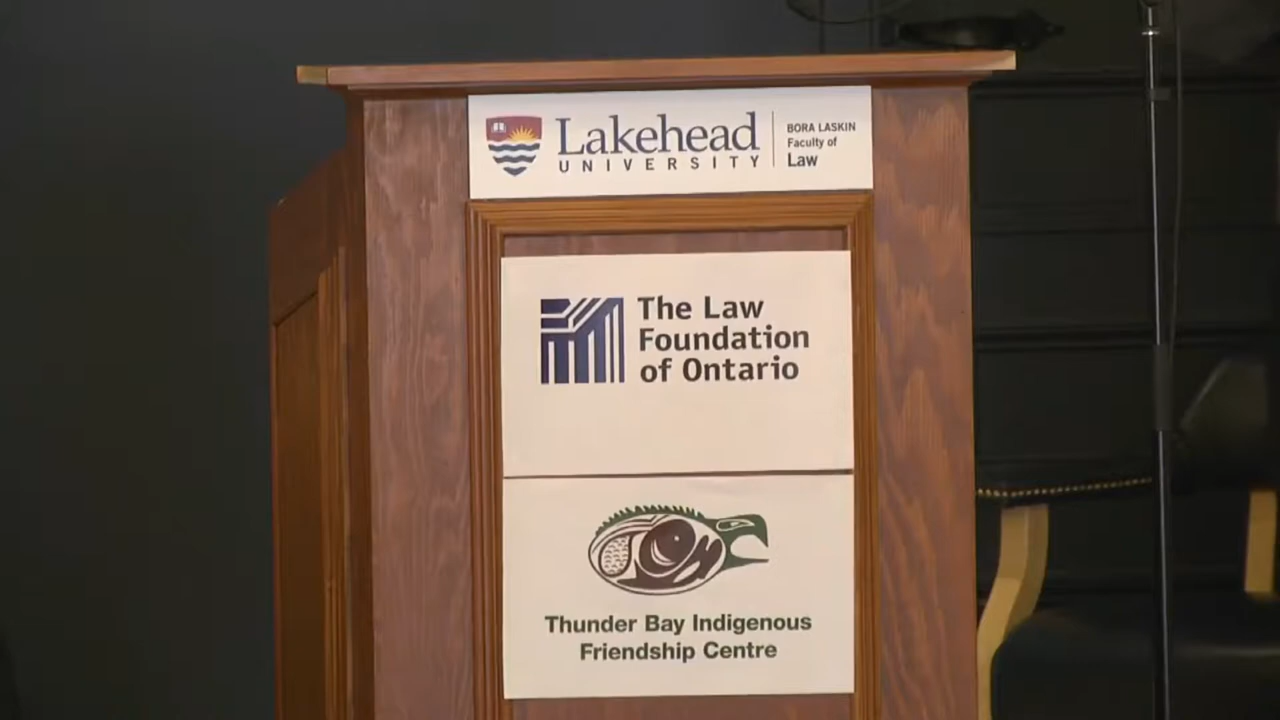 Lakehead
UNIVERSITY
BORA LASKIN
Faculty of
Law
The Law
Foundation
of Ontario
Thunder Bay Indigenous
Friendship Centre